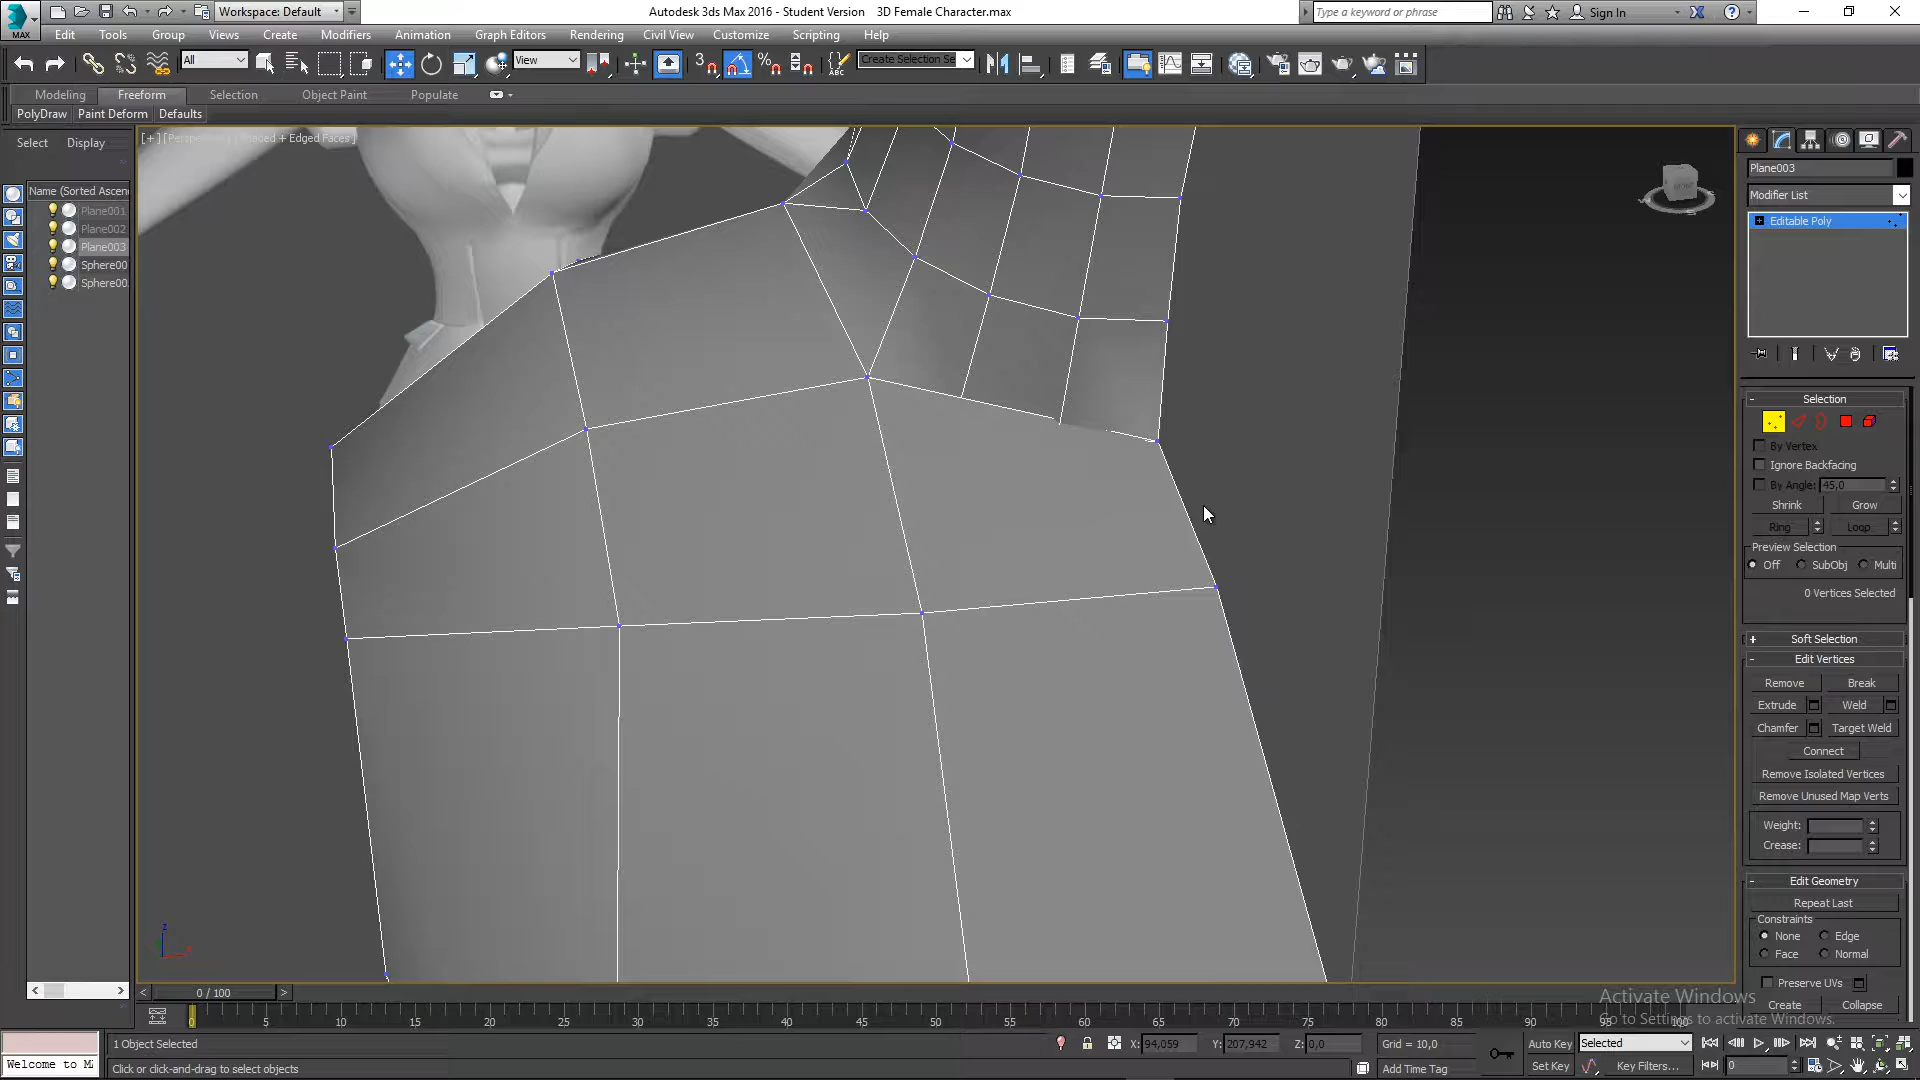 Workspace: Default
Autodesk 3ds Max 2016 - Student Version 3D Female Character.max
Type a keyword or phrase
Sign In
MAX
Edit Tools Group Views Create Modifiers Animation Graph Editors Rendering Civil View Customize Scripting Help
All
View
3
ABC
Create Selection Se
Modeling Freeform Selection Object Paint Populate
PolyDraw Paint Deform Defaults
Select Display
Name (Sorted Ascen
Plane001
Plane002
Plane003
Sphere00
Sphere00.
haded + Edged Faces ]
Plane003
Modifier List
Editable Poly
Selection
By Vertex
Ignore Backfacing
By Angle: 45,0
Shrink Grow
Ring Loop
Preview Selection
Off SubObj Multi
0 Vertices Selected
Soft Selection
Edit Vertices
Remove Break
Extrude Weld
Chamfer Target Weld
Connect
Remove Isolated Vertices
Remove Unused Map Verts
Weight:
Crease:
Edit Geometry
Repeat Last
Constraints
None Edge
Face Normal
Preserve UVs
Create Collapse
Activate Windows
Go to Settings to activate Windows.
z
0 / 100
0 5 10 15 20 25 30 35 40 45 50 55 60 65 70 75 80 85 90 95 100
1 Object Selected
X: 94,059 Y: 207,942 Z: 0,0
Grid = 10,0
Auto Key Selected
Welcome to M
Click or click-and-drag to select objects
Add Time Tag
Set Key Key Filters... 0